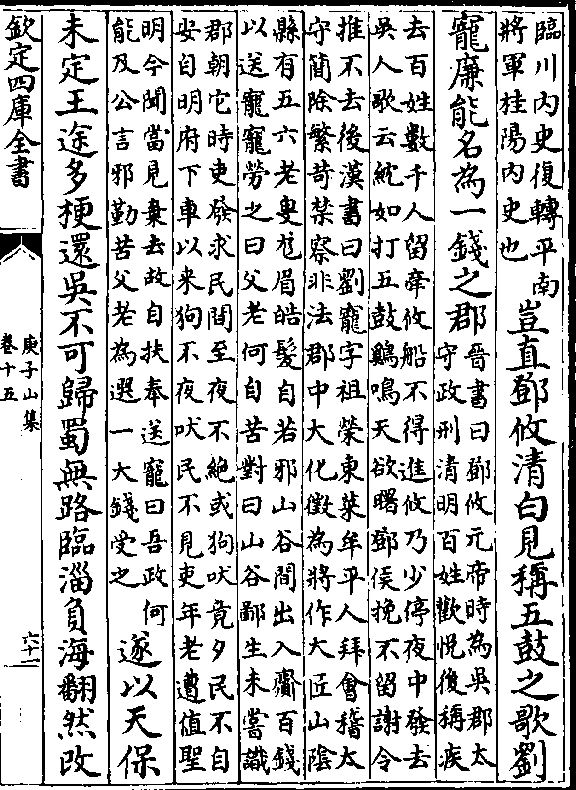 臨川内史復轉平南
將軍桂陽内史也
豈直鄧攸清白見稱五鼓之歌劉
寵廉能名為一錢之郡
晉書曰鄧攸元帝時為吳郡太
守政刑清明百姓歡悅後稱疾
去百姓數千人留牽攸船不得進攸乃少停夜中發去
吳人歌云紞如打五鼓鷄鳴天欲曙鄧侯挽不留謝令
推不去後漢書曰劉寵字祖榮東萊牟平人拜會稽太
守簡除繁苛禁察非法郡中大化徵為將作大匠山陰
縣有五六老叟尨眉皓髮自若邪山谷間出入齎百錢
以送寵寵勞之曰父老何自苦對曰山谷鄙生未嘗識
郡朝它時吏發求民間至夜不絶或狗吠竟夕民不自
安自明府下車以来狗不夜吠民不見吏年老遭值聖
明今聞當見棄去故自扶奉送寵曰吾政何
能及公言邪勤苦父老為選一大錢受之
遂以天保
未定王途多梗還吳不可歸蜀無路臨淄負海翻然改
欽定四庫全書
庾子山集
卷十五
六十一